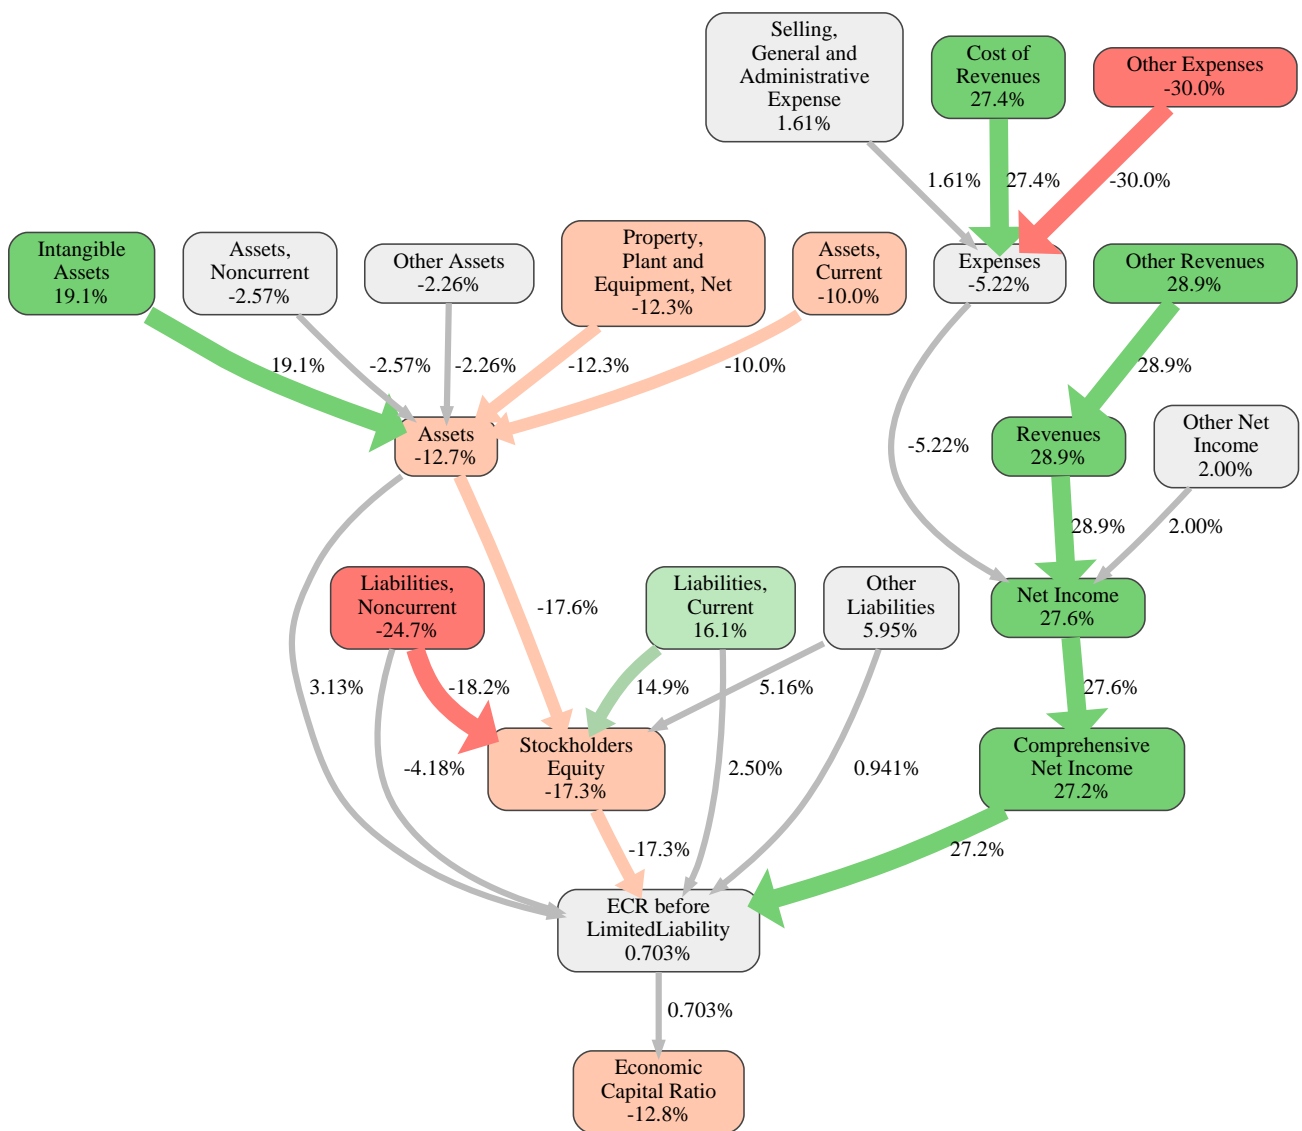 Selling,
General and
Administrative
Expense
1.61%
Cost of
Revenues
27.4%
Other Expenses
-30.0%
1.61%
27.4%
-30.0%
Intangible
Assets
19.1%
Assets,
Noncurrent
-2.57%
Other Assets
-2.26%
Property,
Plant and
Equipment, Net
-12.3%
Assets,
Current
-10.0%
Expenses
-5.22%
Other Revenues
28.9%
19.1%
-2.57%
-2.26%
-12.3%
-10.0%
28.9%
Assets
-12.7%
-5.22%
Revenues
28.9%
Other Net
Income
2.00%
28.9%
2.00%
Liabilities,
Noncurrent
-24.7%
-17.6%
Liabilities,
Current
16.1%
Other
Liabilities
5.95%
Net Income
27.6%
3.13%
-18.2%
14.9%
5.16%
27.6%
-4.18%
Stockholders
Equity
-17.3%
2.50%
0.941%
Comprehensive
Net Income
27.2%
-17.3%
27.2%
ECR before
LimitedLiability
0.703%
0.703%
Economic
Capital Ratio
-12.8%